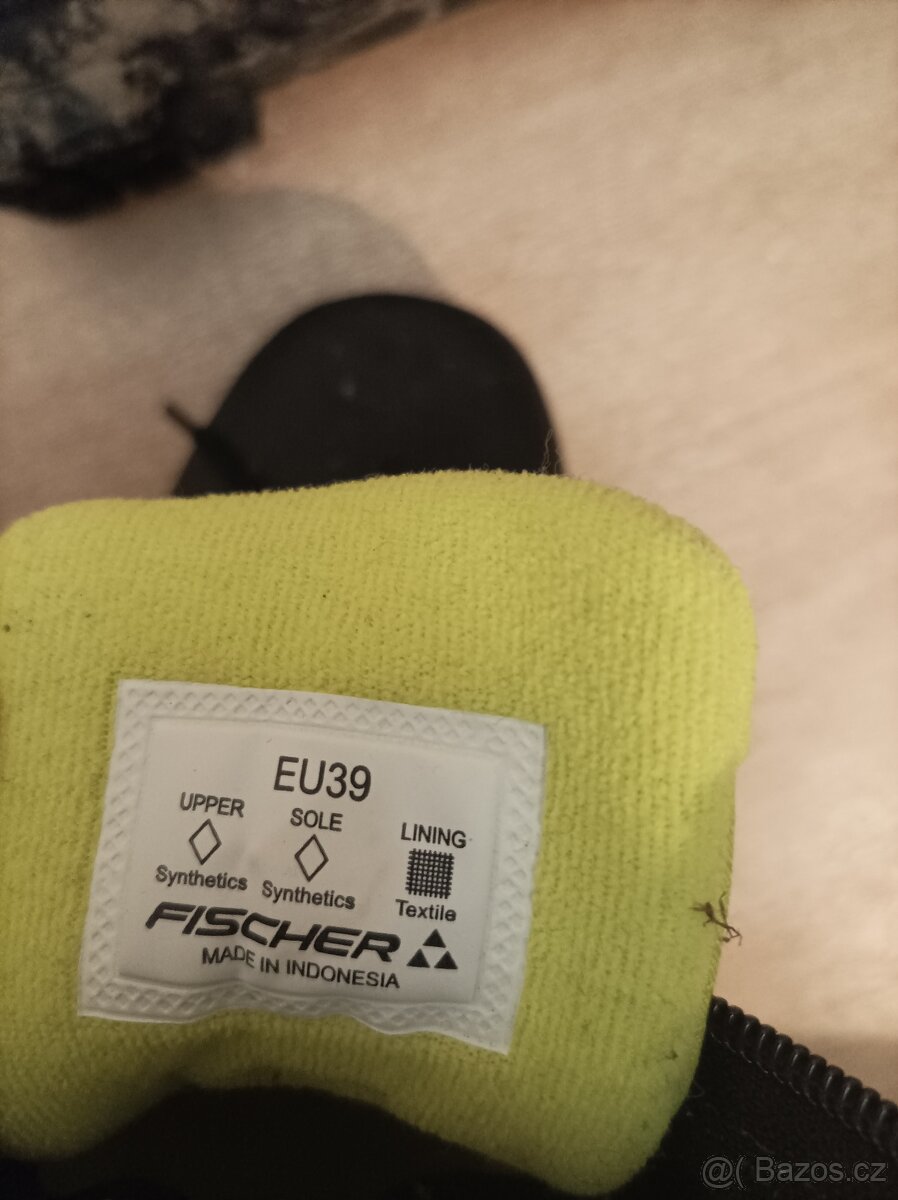 EU39
UPPER SOLE LINING
Synthetics Synthetics Textile
FISCHER
MADE IN INDONESIA
@( Bazos.cz